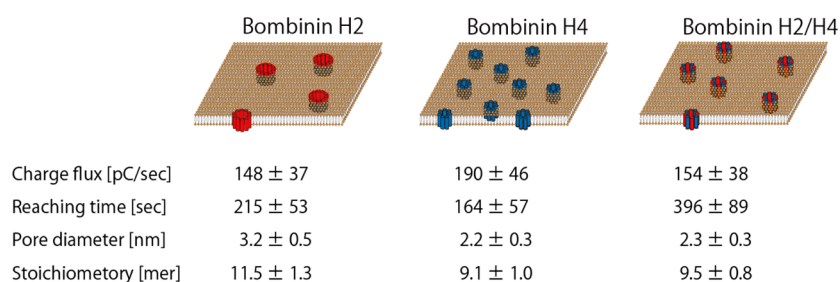 Bombinin H2 Bombinin H4 Bombinin H2/H4
Charge flux [pC/sec] 148 ± 37 190 ± 46 154 ± 38
Reaching time [sec] 215 ± 53 164 ± 57 396 ± 89
Pore diameter [nm] 3.2 ± 0.5 2.2 ± 0.3 2.3 ± 0.3
Stoichiometory [mer] 11.5 ± 1.3 9.1 ± 1.0 9.5 ± 0.8